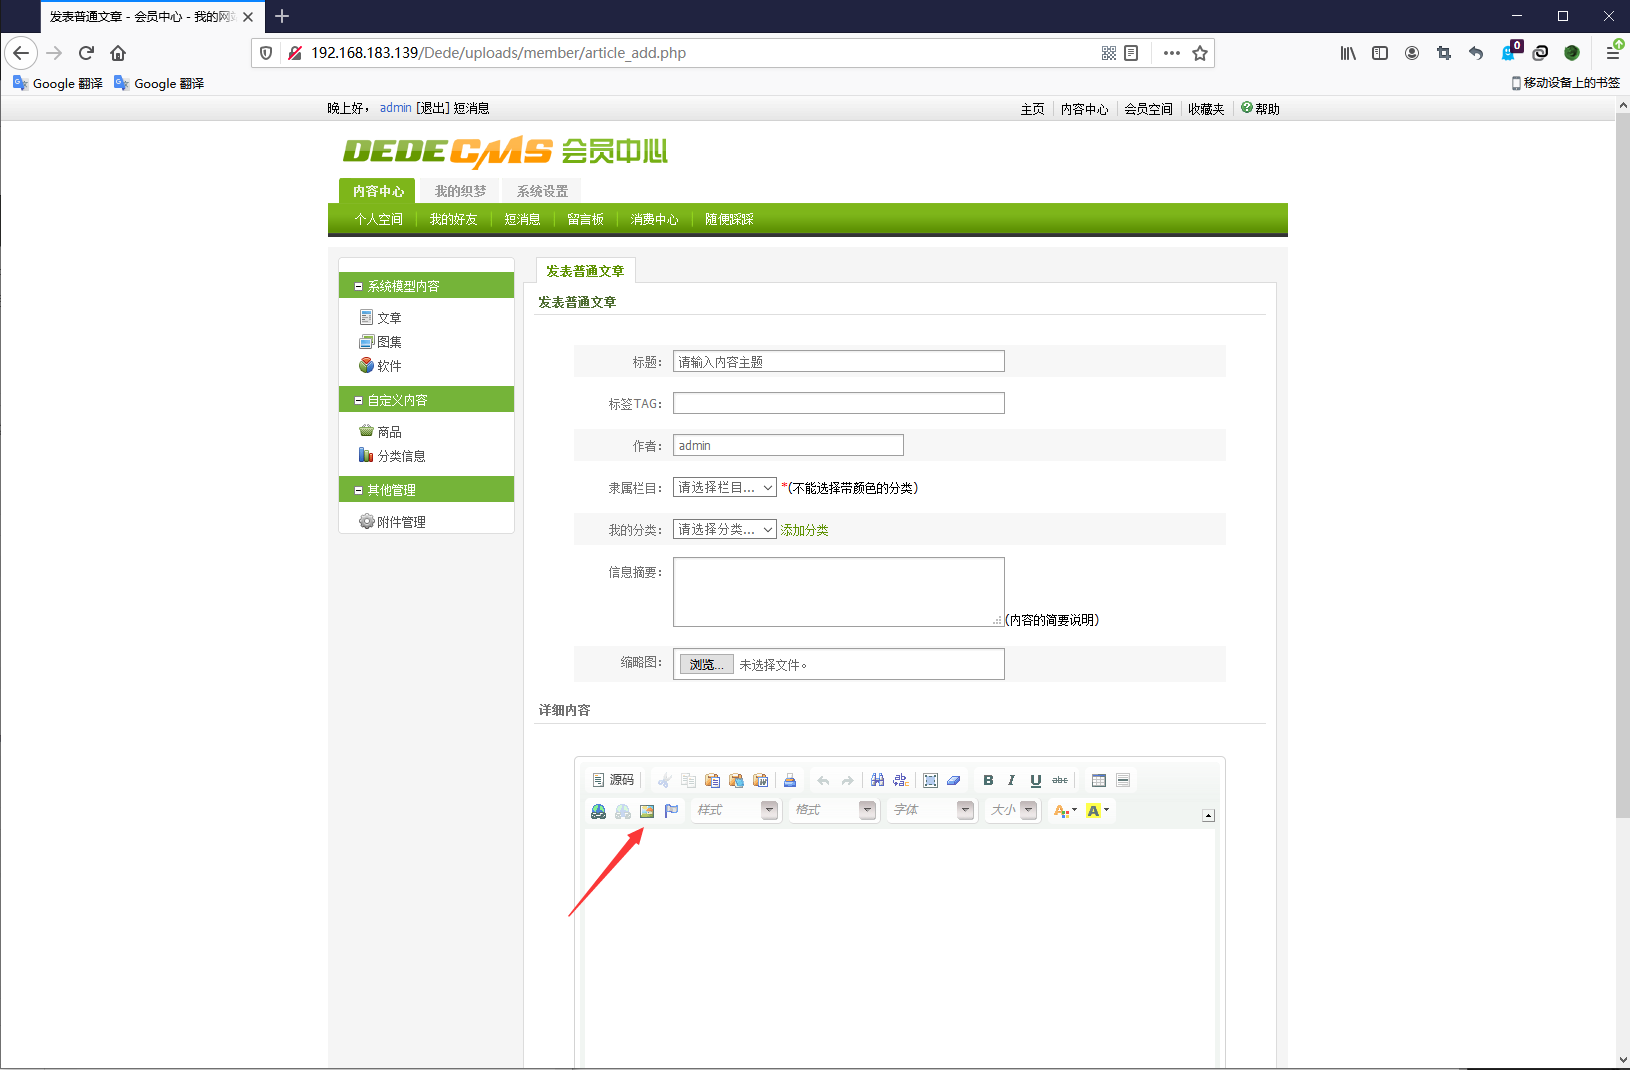 发表普通文章 - 会员中心 - 我的网
192.168.183.139/Dede/uploads/member/article_add.php
0
Google 翻译
Google 翻译
移动设备上的书签
晚上好， admin [退出] 短消息
主页
内容中心
会员空间
收藏夹
帮助
DEDECMS 会员中心
内容中心
我的织梦
系统设置
个人空间
我的好友
短消息
留言板
消费中心
随便踩踩
系统模型内容
文章
图集
软件
自定义内容
商品
分类信息
其他管理
附件管理
发表普通文章
发表普通文章
标题： 请输入内容主题
标签TAG：
作者： admin
隶属栏目： 请选择栏目... *(不能选择带颜色的分类)
我的分类： 请选择分类... 添加分类
信息摘要：
(内容的简要说明)
缩略图： 浏览... 未选择文件。
详细内容
源码 B I U abc
样式 格式 字体 大小 A A